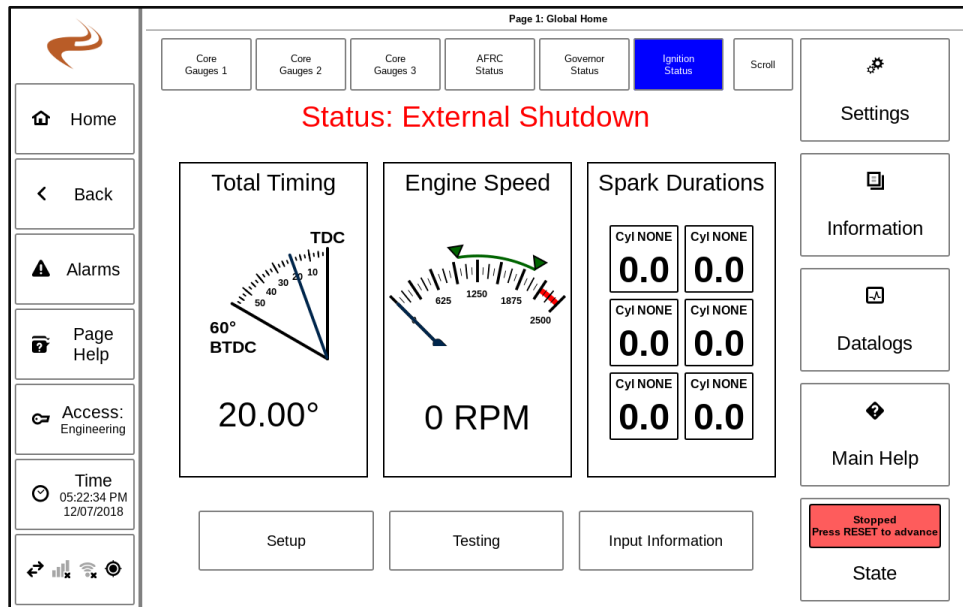 Page 1: Global Home
Core
Gauges 1
Core
Gauges 2
Core
Gauges 3
AFRC
Status
Governor
Status
Ignition
Status
Scroll
Status: External Shutdown
Home
Back
Alarms
Page
Help
Access:
Engineering
Time
05:22:34 PM
12/07/2018
Total Timing
TDC
10
20
30
40
50
60°
BTDC
20.00°
Engine Speed
0
625
1250
1875
2500
0 RPM
Spark Durations
Cyl NONE
0.0
Cyl NONE
0.0
Cyl NONE
0.0
Cyl NONE
0.0
Cyl NONE
0.0
Cyl NONE
0.0
Setup
Testing
Input Information
Settings
Information
Datalogs
Main Help
Stopped
Press RESET to advance
State